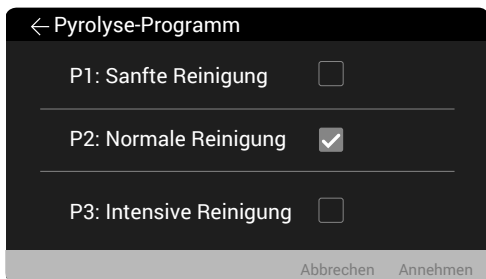 Pyrolyse-Programm
P1: Sanfte Reinigung
P2: Normale Reinigung
P3: Intensive Reinigung
Abbrechen Annehmen